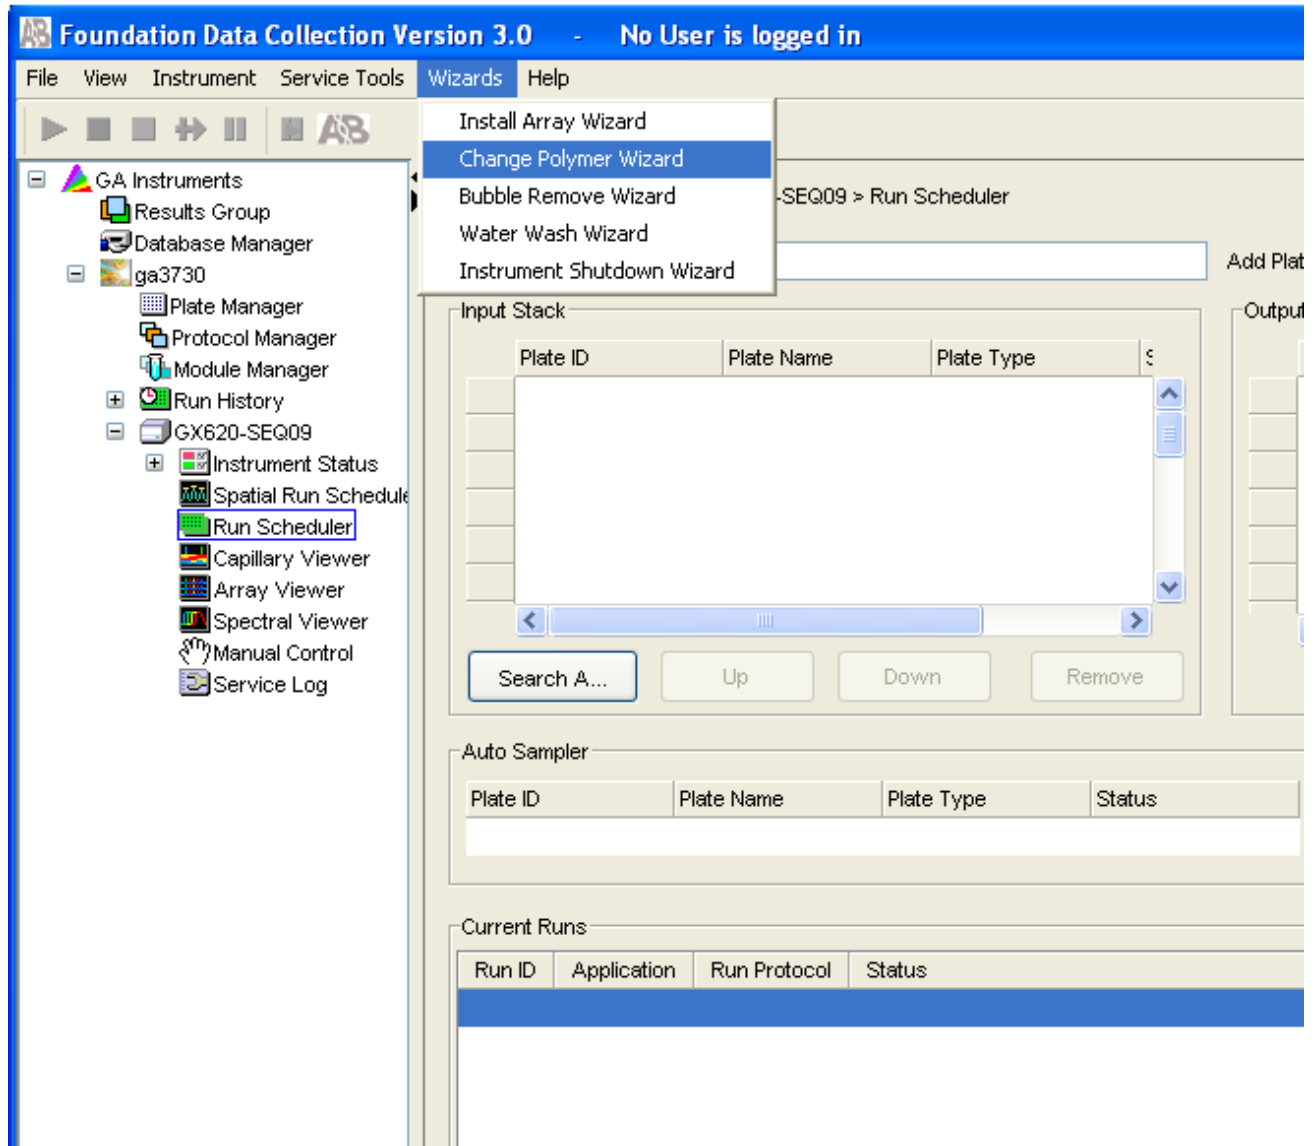 Foundation Data Collection Version 3.0 - No User is logged in
File View Instrument Service Tools Wizards Help
Install Array Wizard
Change Polymer Wizard
Bubble Remove Wizard
Water Wash Wizard
Instrument Shutdown Wizard
GA Instruments
Results Group
Database Manager
ga3730
Plate Manager
Protocol Manager
Module Manager
Run History
GX620-SEQ09
Instrument Status
Spatial Run Schedule
Run Scheduler
Capillary Viewer
Array Viewer
Spectral Viewer
Manual Control
Service Log
-SEQ09 > Run Scheduler
Add Plat
Input Stack
Plate ID Plate Name Plate Type S
Search A... Up Down Remove
Output
Auto Sampler
Plate ID Plate Name Plate Type Status
Current Runs
Run ID Application Run Protocol Status